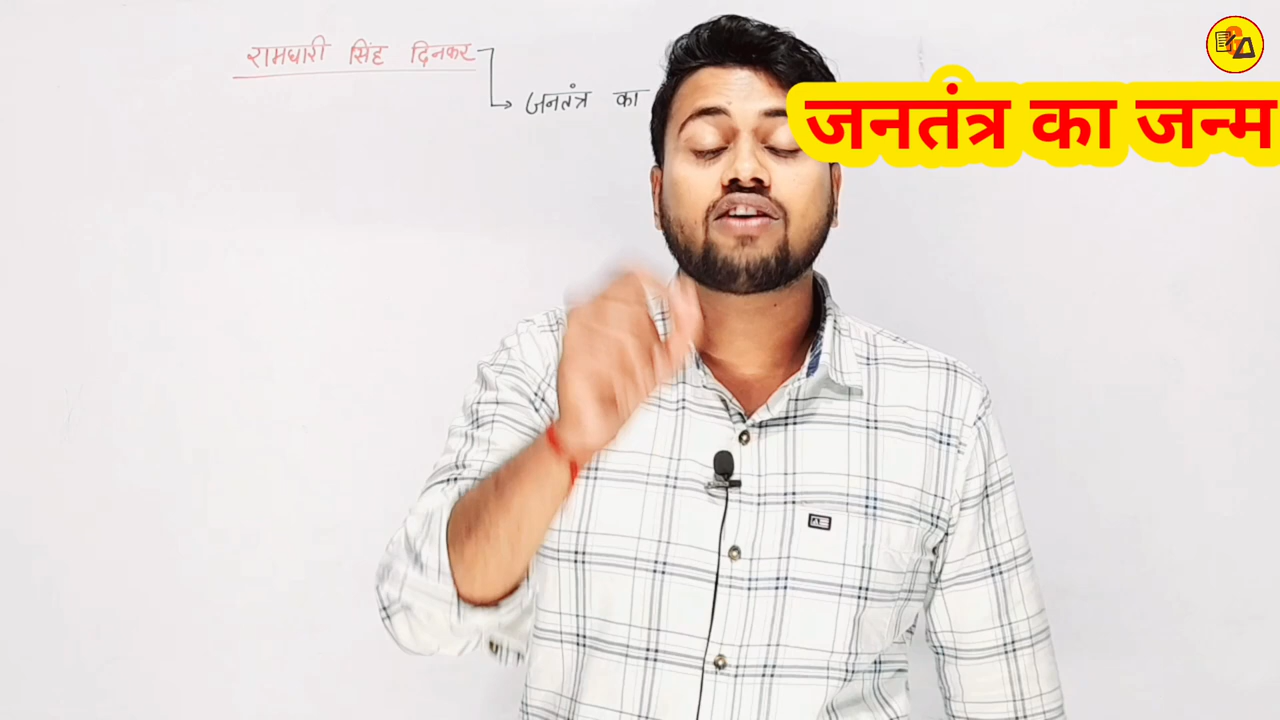 रामधारी सिंह दिनकर
जनतंत्र का
जनतंत्र का जन्म